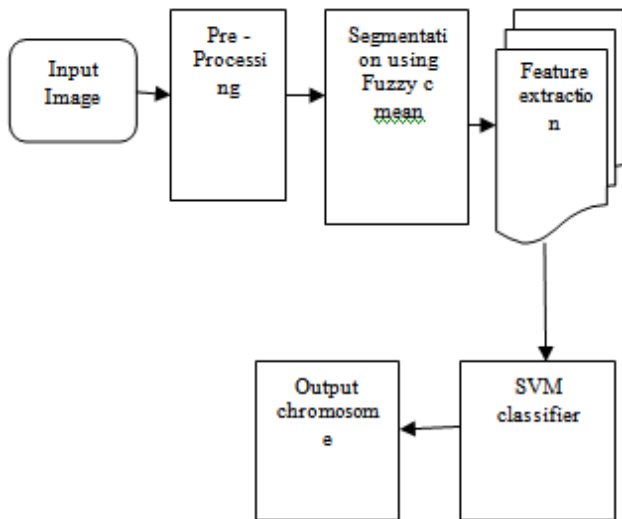 Input
Image
Pre -
Processi
ng
Segmentati
on using
Fuzzy c
mean
Feature
extractio
n
SVM
classifier
Output
chromosom
e